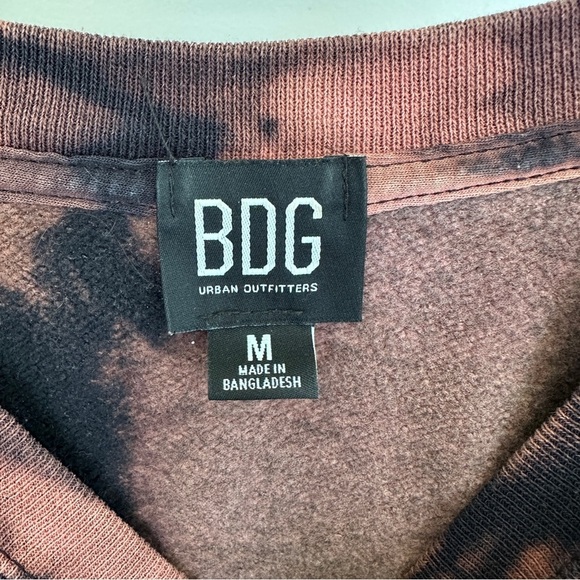 BDG
URBAN OUTFITTERS
M
MADE IN
BANGLADESH